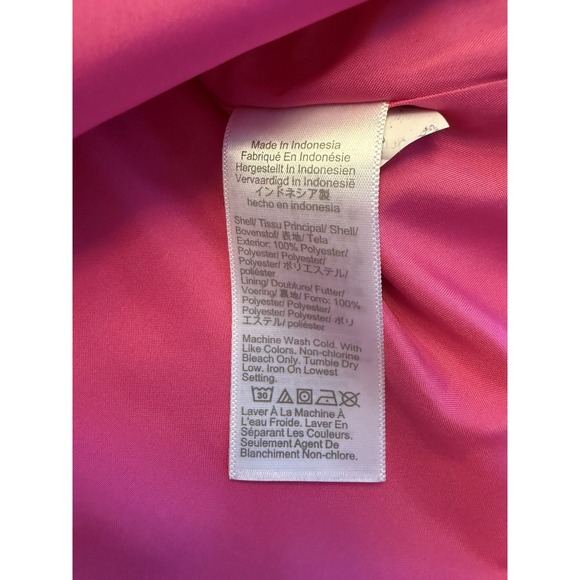 Made In Indonesia
Fabriqué En Indonésie
Hergestellt In Indonesien
Vervaardigd In Indonesië
インドネシア製
hecho en indonesia
Shell/ Tissu Principal/ Shell/
Bovenstof/ 表地/ Tela
Exterior: 100% Polyester/
Polyester/ Polyester/
Polyester/ ポリエステル/
poliéster
Lining/ Doublure/ Futter/
Voering/ 裏地/ Forro: 100%
Polyester/ Polyester/
Polyester/ Polyester/ ポリ
エステル/ poliéster
Machine Wash Cold. With
Like Colors. Non-chlorine
Bleach Only. Tumble Dry
Low. Iron On Lowest
Setting.
30
Laver À La Machine À
L'eau Froide. Laver En
Séparant Les Couleurs.
Seulement Agent De
Blanchiment Non-chlore.